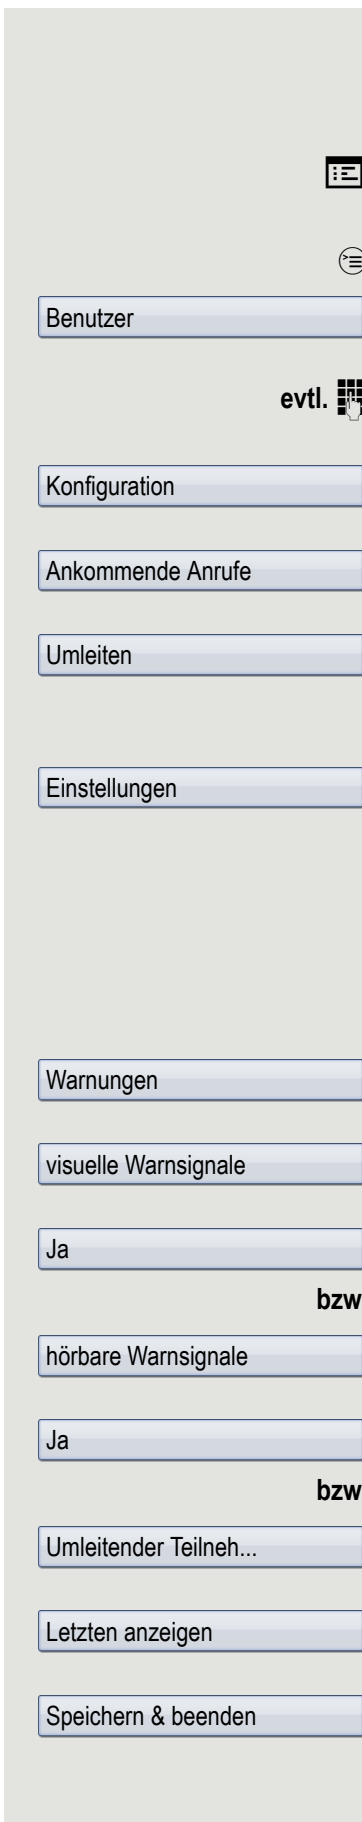 Benutzer
evtl.
Konfiguration
Ankommende Anrufe
Umleiten
Einstellungen
Warnungen
visuelle Warnsignale
Ja
bzw
hörbare Warnsignale
Ja
bzw
Umleitender Teilneh...
Letzten anzeigen
Speichern & beenden